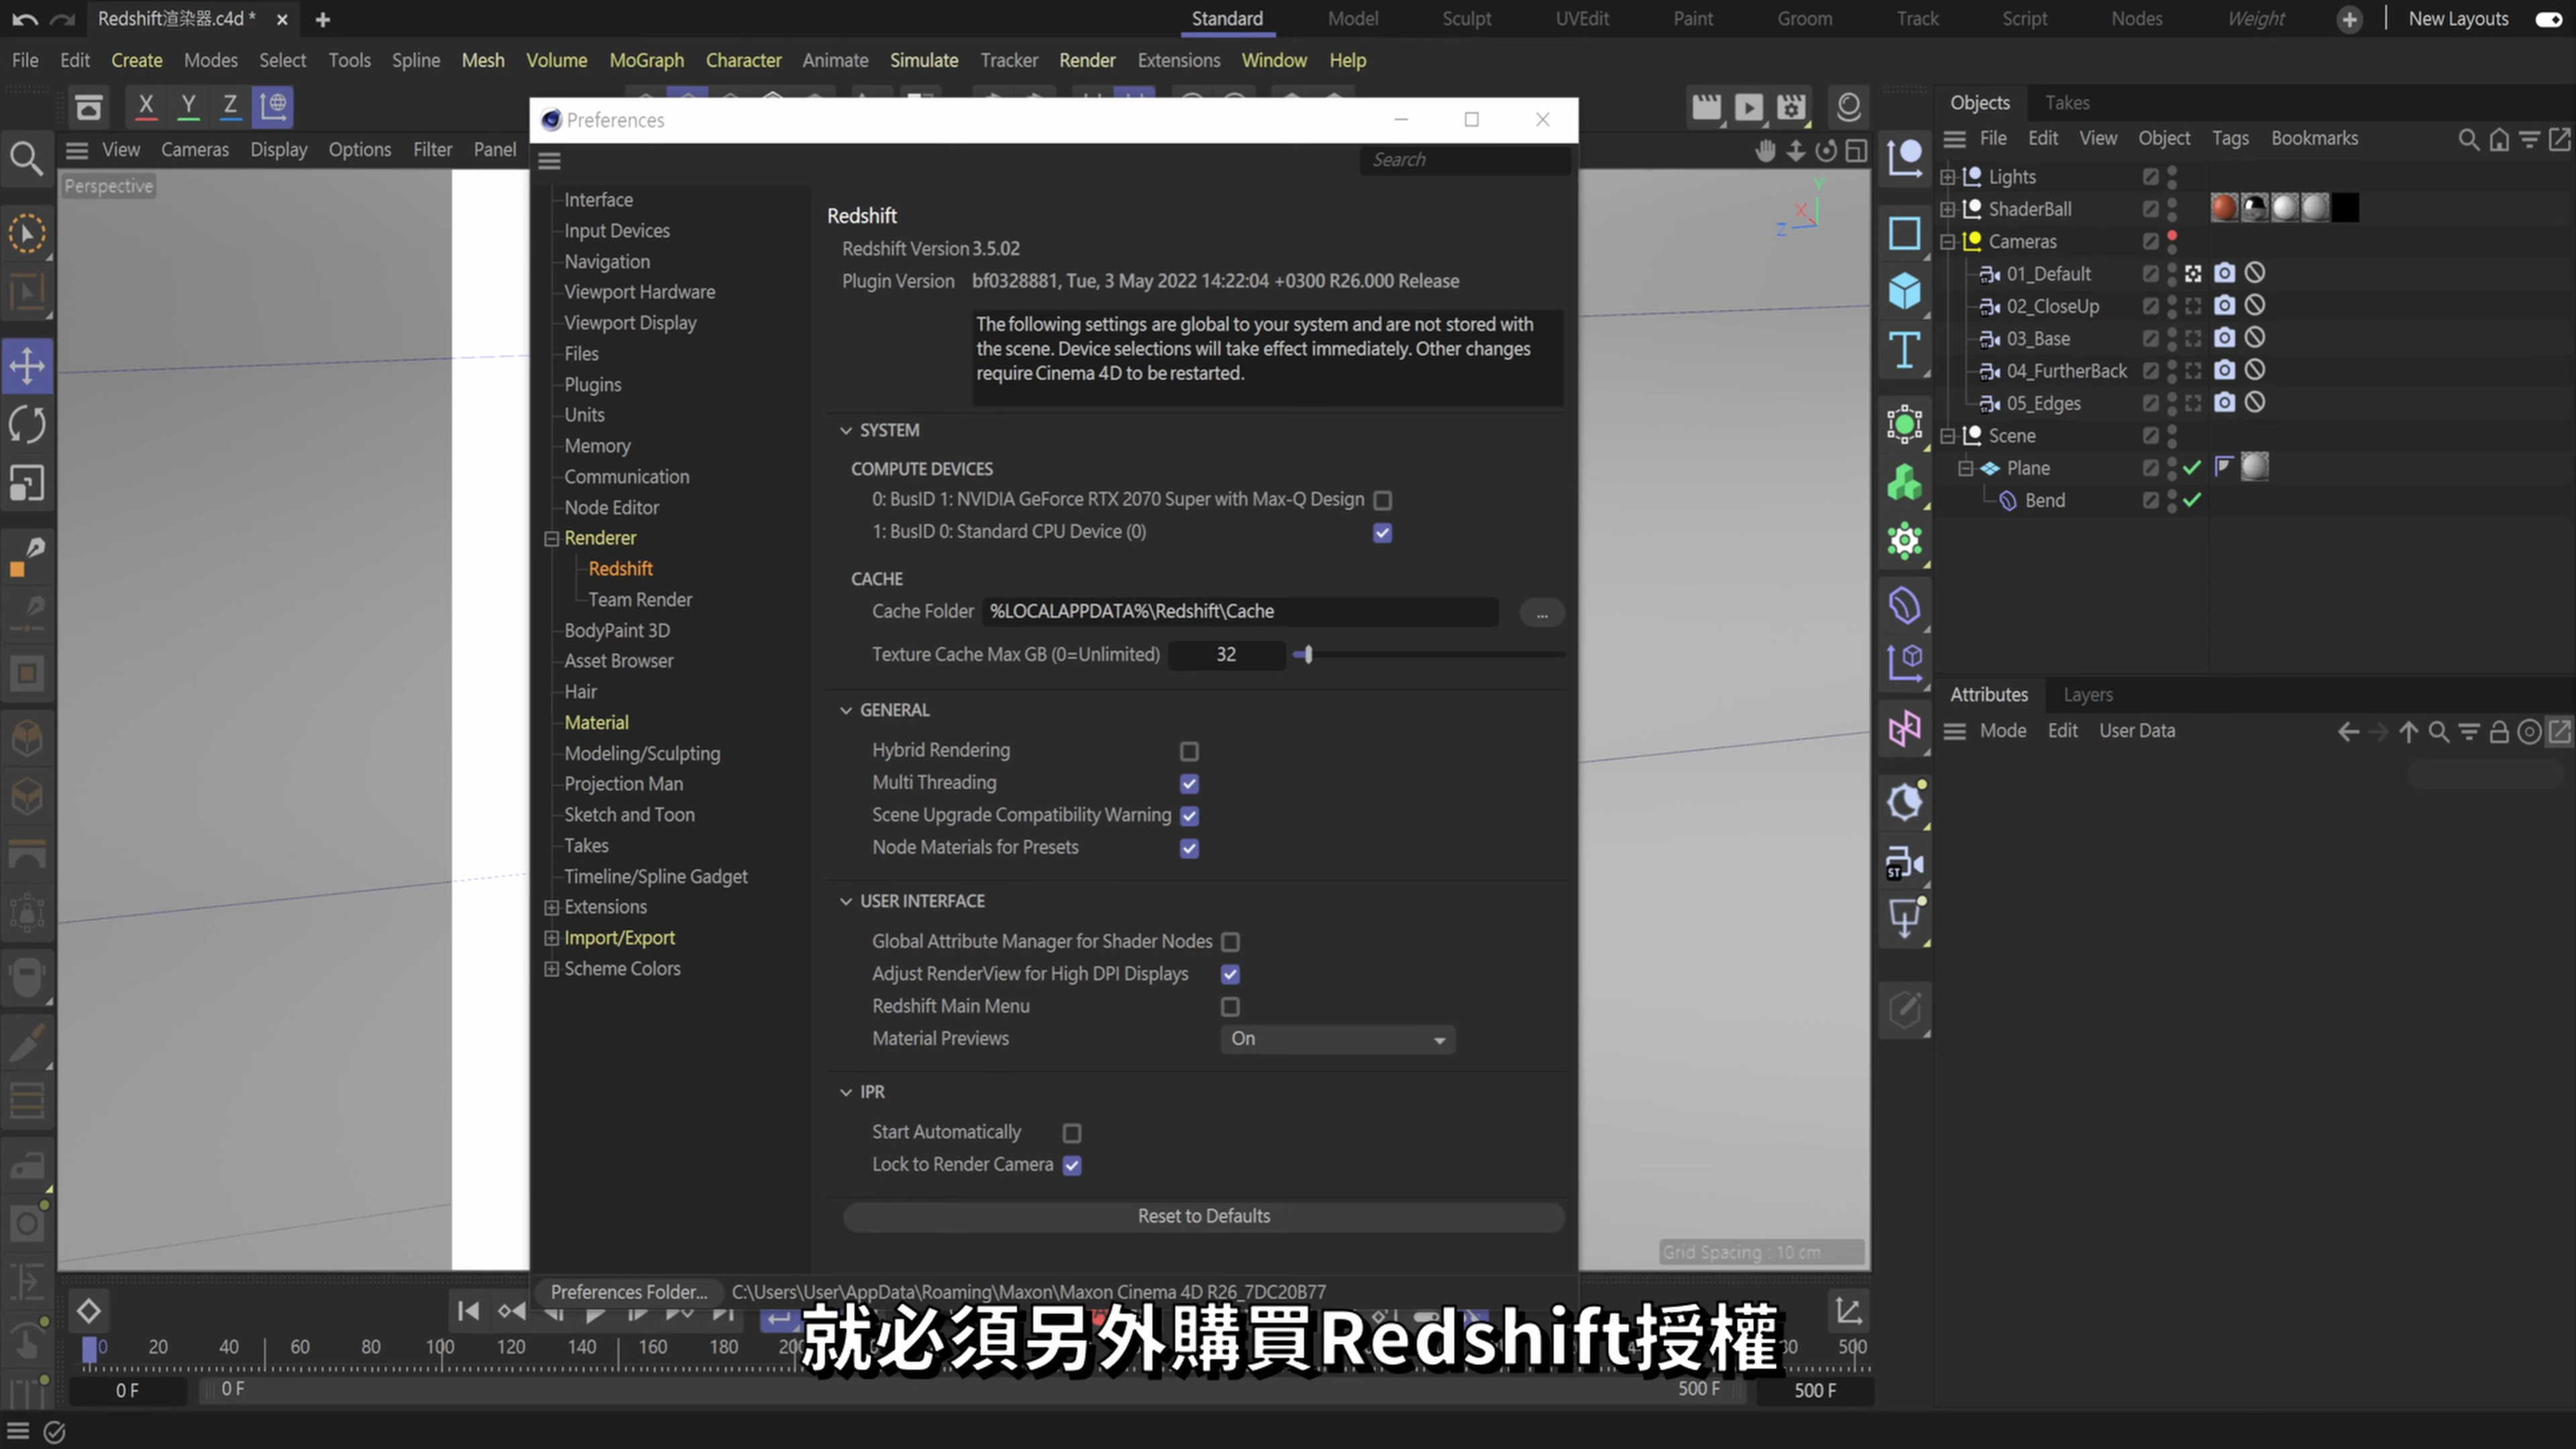 Redshift渲染器.c4d *
Standard
Model
Sculpt
UVEdit
Paint
Groom
Track
Script
Nodes
Weight
New Layouts
File Edit Create Modes Select Tools Spline Mesh Volume MoGraph Character Animate Simulate Tracker Render Extensions Window Help
X Y Z
View Cameras Display Options Filter Panel
Perspective
Preferences
Search
Interface
Input Devices
Navigation
Viewport Hardware
Viewport Display
Files
Plugins
Units
Memory
Communication
Node Editor
Renderer
Redshift
Team Render
BodyPaint 3D
Asset Browser
Hair
Material
Modeling/Sculpting
Projection Man
Sketch and Toon
Takes
Timeline/Spline Gadget
Extensions
Import/Export
Scheme Colors
Redshift
Redshift Version 3.5.02
Plugin Version bf0328881, Tue, 3 May 2022 14:22:04 +0300 R26.000 Release
The following settings are global to your system and are not stored with
the scene. Device selections will take effect immediately. Other changes
require Cinema 4D to be restarted.
SYSTEM
COMPUTE DEVICES
0: BusID 1: NVIDIA GeForce RTX 2070 Super with Max-Q Design
1: BusID 0: Standard CPU Device (0)
CACHE
Cache Folder %LOCALAPPDATA%\Redshift\Cache ...
Texture Cache Max GB (0=Unlimited) 32
GENERAL
Hybrid Rendering
Multi Threading
Scene Upgrade Compatibility Warning
Node Materials for Presets
USER INTERFACE
Global Attribute Manager for Shader Nodes
Adjust RenderView for High DPI Displays
Redshift Main Menu
Material Previews On
IPR
Start Automatically
Lock to Render Camera
Reset to Defaults
Preferences Folder... C:\Users\User\AppData\Roaming\Maxon\Maxon Cinema 4D R26_7DC20B77
Y
X
Z
Grid Spacing : 10 cm
Objects Takes
File Edit View Object Tags Bookmarks
Lights
ShaderBall
Cameras
01_Default
02_CloseUp
03_Base
04_FurtherBack
05_Edges
Scene
Plane
Bend
Attributes Layers
Mode Edit User Data
ST
0 20 40 60 80 100 120 140 160 180 500
0 F 0 F 500 F 500 F
就必須另外購買Redshift授權